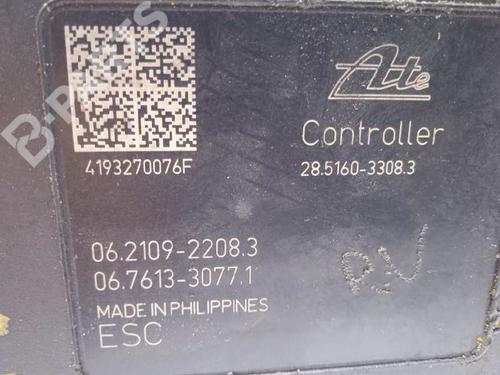 Ate
Controller
4193270076F
28.5160-3308.3
06.2109-2208.3
06.7613-3077.1
MADE IN PHILIPPINES
ESC